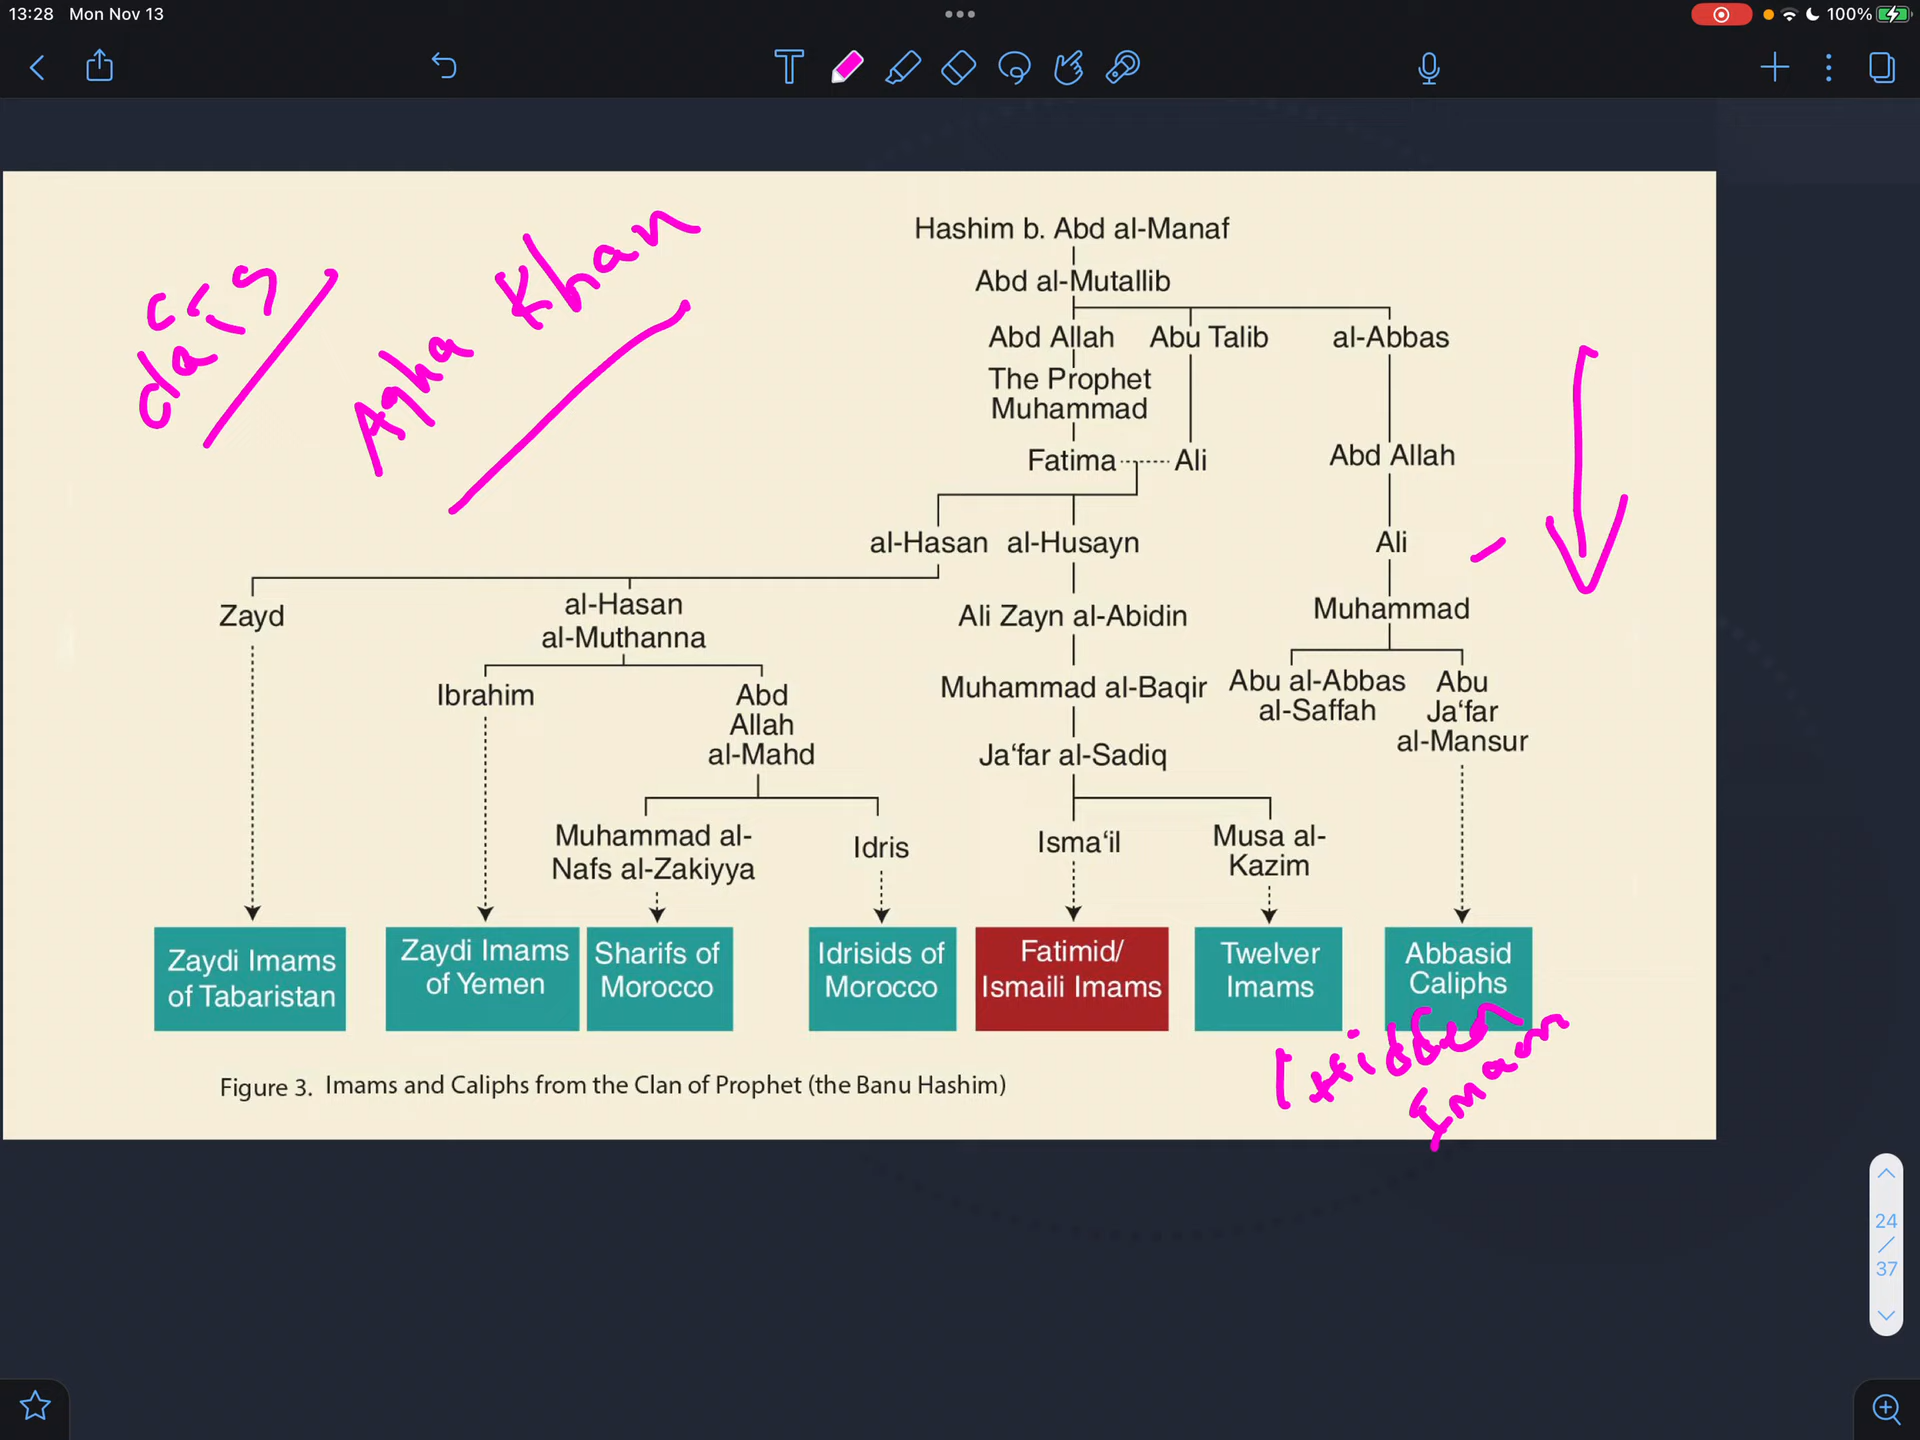 13:28 Mon Nov 13
100%
Agha Khan
Hashim b. Abd al-Manaf
Abd al-Mutallib
Abd Allah Abu Talib al-Abbas
The Prophet
Muhammad
Fatima Ali Abd Allah
al-Hasan al-Husayn Ali
Zayd al-Hasan
al-Muthanna
Ali Zayn al-Abidin Muhammad
Ibrahim Abd
Allah
al-Mahd
Muhammad al-Baqir
Abu al-Abbas
al-Saffah
Abu
Ja‘far
al-Mansur
Ja‘far al-Sadiq
Muhammad al-
Nafs al-Zakiyya
Idris
Isma‘il
Musa al-
Kazim
Zaydi Imams
of Tabaristan
Zaydi Imams
of Yemen
Sharifs of
Morocco
Idrisids of
Morocco
Fatimid/
Ismaili Imams
Twelver
Imams
Abbasid
Caliphs
Hidden
Imam
Figure 3. Imams and Caliphs from the Clan of Prophet (the Banu Hashim)
24
/
37